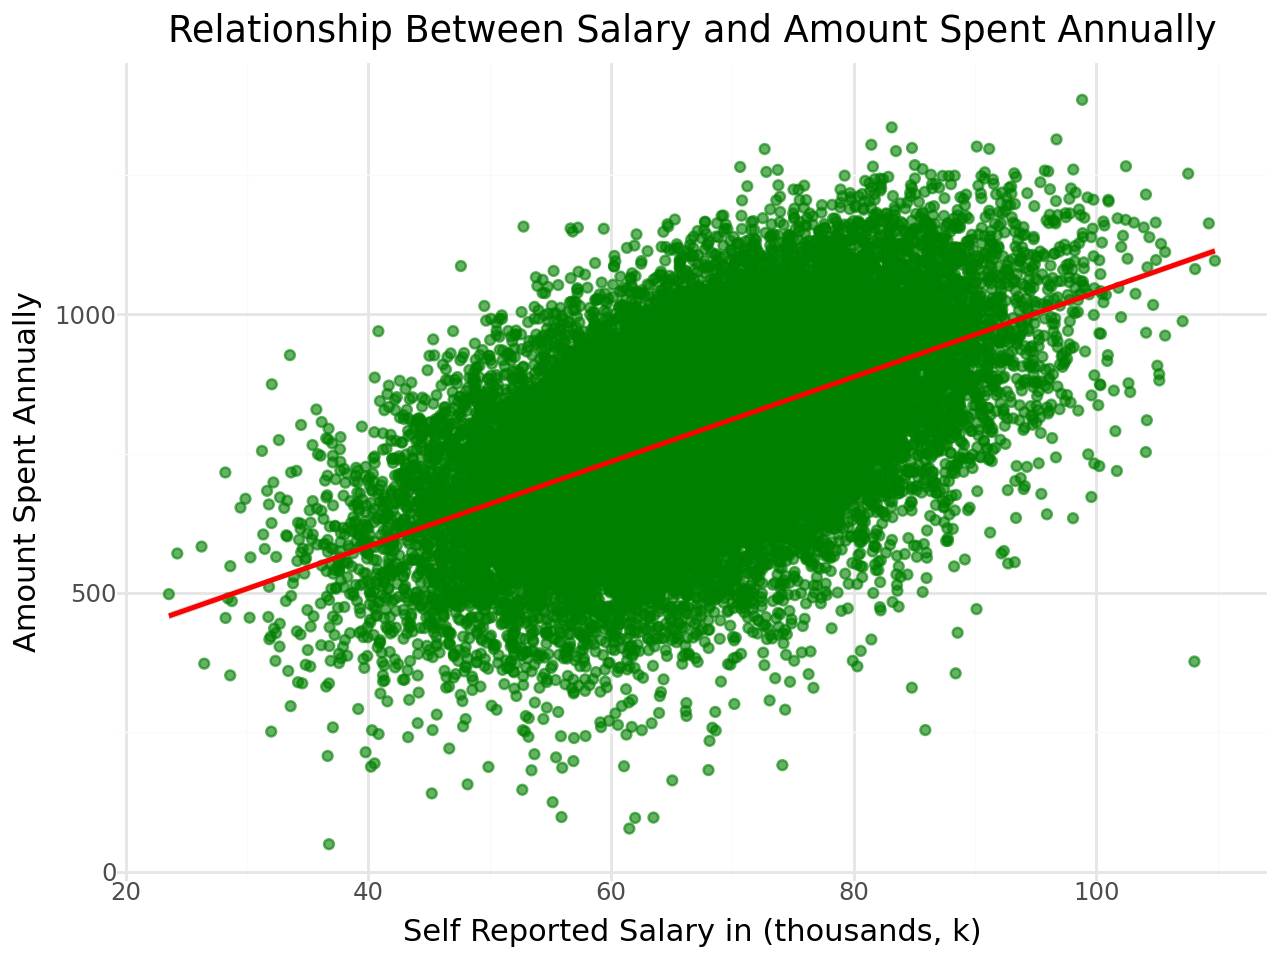 Relationship Between Salary and Amount Spent Annually
Amount Spent Annually
1000
500
0
20 40 60 80 100
Self Reported Salary in (thousands, k)